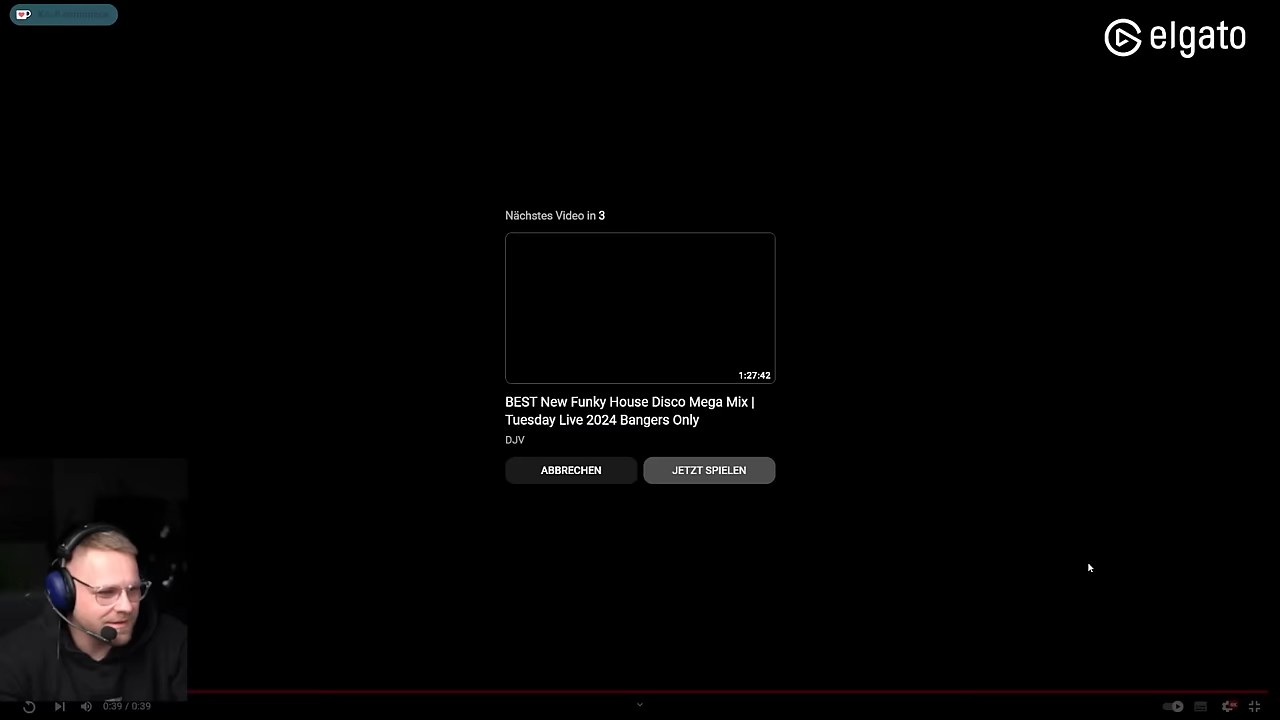 elgato
Nächstes Video in 3
1:27:42
BEST New Funky House Disco Mega Mix |
Tuesday Live 2024 Bangers Only
DJV
ABBRECHEN
JETZT SPIELEN
0:39 / 0:39